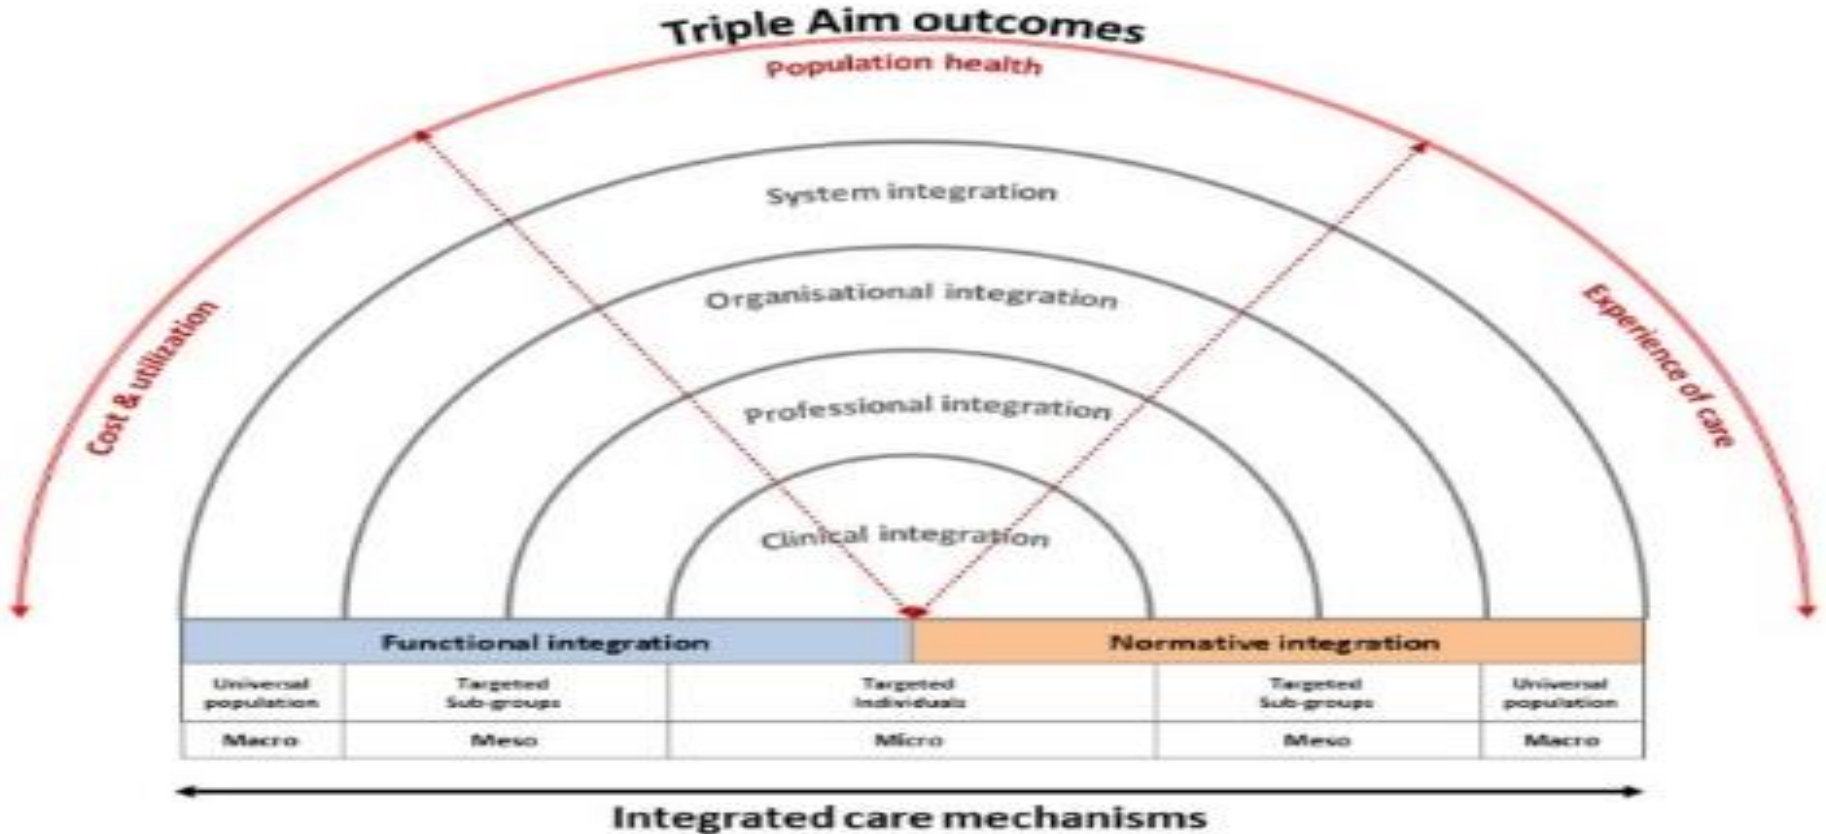 Triple Aim outcomes
Population health
System integration
Organisational integration
Cost & utilization
Experience of care
Professional integration
Clinical integration
Functional integration
Normative integration
Universal population
Targeted Sub-groups
Targeted Individuals
Targeted Sub-groups
Universal population
Macro
Meso
Micro
Meso
Macro
Integrated care mechanisms